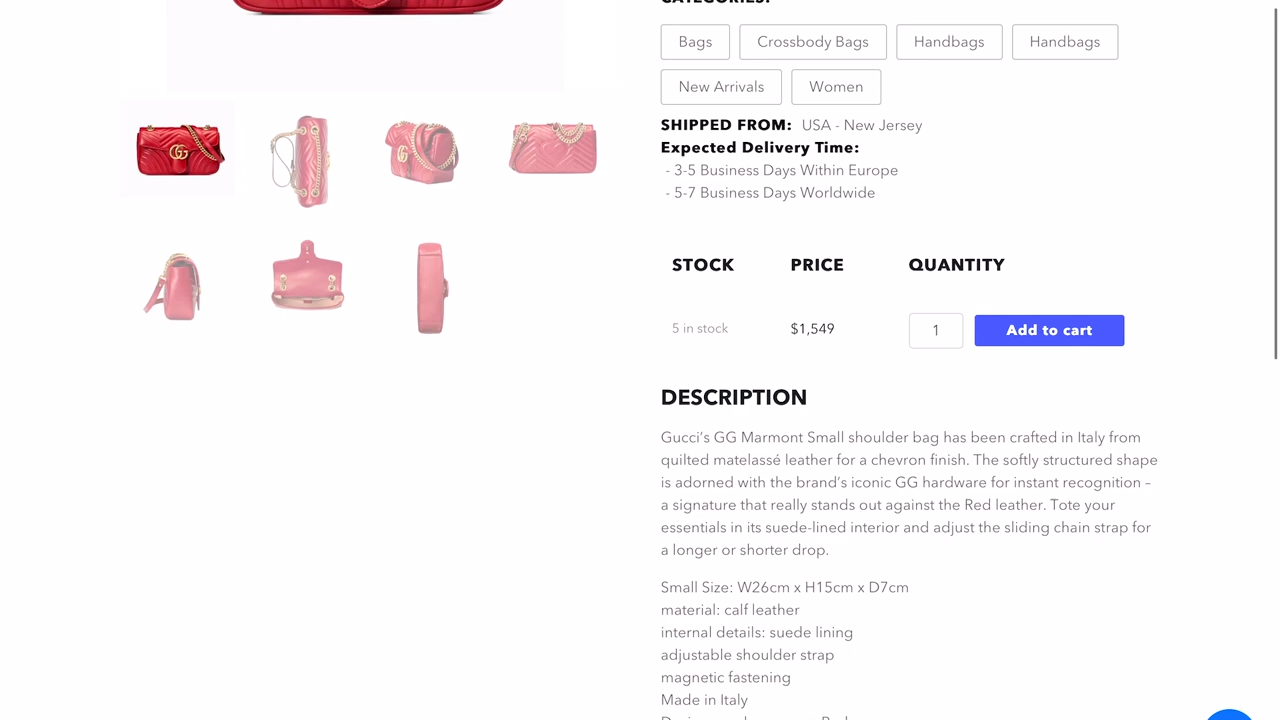 CATEGORIES:
Bags
Crossbody Bags
Handbags
Handbags
New Arrivals
Women
SHIPPED FROM: USA - New Jersey
Expected Delivery Time:
- 3-5 Business Days Within Europe
- 5-7 Business Days Worldwide
STOCK PRICE QUANTITY
5 in stock $1,549 1 Add to cart
DESCRIPTION
Gucci’s GG Marmont Small shoulder bag has been crafted in Italy from
quilted matelassé leather for a chevron finish. The softly structured shape
is adorned with the brand’s iconic GG hardware for instant recognition –
a signature that really stands out against the Red leather. Tote your
essentials in its suede-lined interior and adjust the sliding chain strap for
a longer or shorter drop.
Small Size: W26cm x H15cm x D7cm
material: calf leather
internal details: suede lining
adjustable shoulder strap
magnetic fastening
Made in Italy